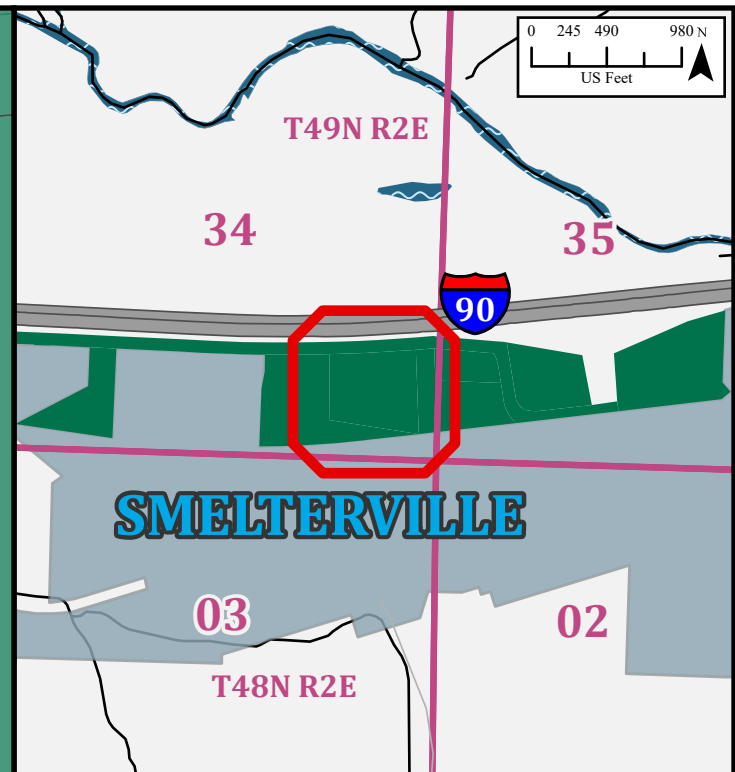 0 245 490 980 N
US Feet
T49N R2E
34
35
90
SMELTERVILLE
03
02
T48N R2E